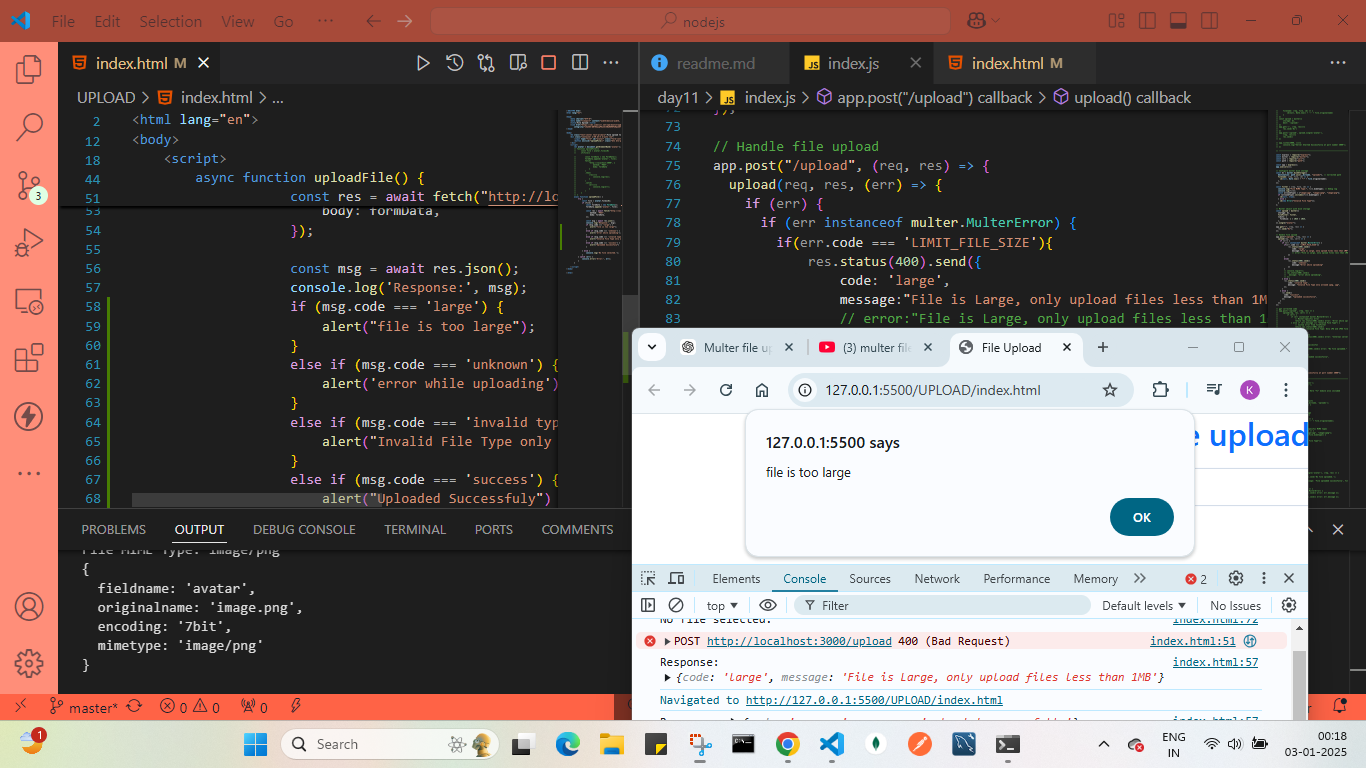 File Edit Selection View Go ··· nodejs
index.html M
UPLOAD > index.html > ...
2 <html lang="en">
12 <body>
18 <script>
44 async function uploadFile() {
51 const res = await fetch("http://lo
53 body: formData,
54 });
55
56 const msg = await res.json();
57 console.log('Response:', msg);
58 if (msg.code === 'large') {
59 alert("file is too large");
60 }
61 else if (msg.code === 'unknown') {
62 alert('error while uploading')
63 }
64 else if (msg.code === 'invalid typ
65 alert("Invalid File Type only
66 }
67 else if (msg.code === 'success') {
68 alert("Uploaded Successfuly")
readme.md index.js index.html M
day11 > index.js > app.post("/upload") callback > upload() callback
72 });
73
74 // Handle file upload
75 app.post("/upload", (req, res) => {
76 upload(req, res, (err) => {
77 if (err) {
78 if (err instanceof multer.MulterError) {
79 if(err.code === 'LIMIT_FILE_SIZE'){
80 res.status(400).send({
81 code: 'large',
82 message:"File is Large, only upload files less than 1M
83 // error:"File is Large, only upload files less than 1
PROBLEMS OUTPUT DEBUG CONSOLE TERMINAL PORTS COMMENTS
File MIME Type: image/png
{
fieldname: 'avatar',
originalname: 'image.png',
encoding: '7bit',
mimetype: 'image/png'
}
Multer file up (3) multer file File Upload
127.0.0.1:5500/UPLOAD/index.html K
e upload
127.0.0.1:5500 says
file is too large
OK
Elements Console Sources Network Performance Memory 2
top Filter Default levels No Issues
No file selected. index.html:72
POST http://localhost:3000/upload 400 (Bad Request) index.html:51
Response: index.html:57
{code: 'large', message: 'File is Large, only upload files less than 1MB'}
Navigated to http://127.0.0.1:5500/UPLOAD/index.html
index.html:57
3
master* 0 0 0
1 Search ENG 00:18
IN 03-01-2025